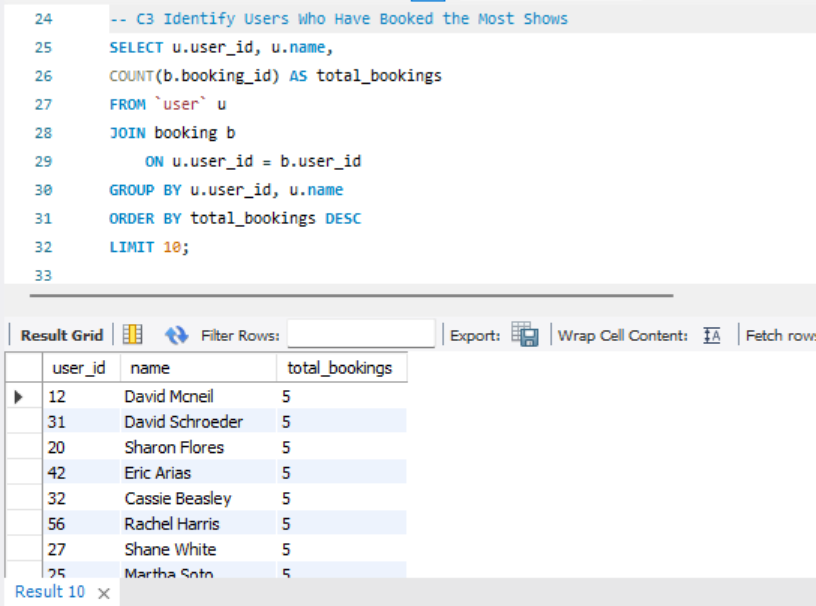 24 -- C3 Identify Users Who Have Booked the Most Shows
25 SELECT u.user_id, u.name,
26 COUNT(b.booking_id) AS total_bookings
27 FROM `user` u
28 JOIN booking b
29 ON u.user_id = b.user_id
30 GROUP BY u.user_id, u.name
31 ORDER BY total_bookings DESC
32 LIMIT 10;
33
Result Grid Filter Rows: Export: Wrap Cell Content: Fetch rows
user_id name total_bookings
12 David Mcneil 5
31 David Schroeder 5
20 Sharon Flores 5
42 Eric Arias 5
32 Cassie Beasley 5
56 Rachel Harris 5
27 Shane White 5
25 Martha Soto 5
Result 10